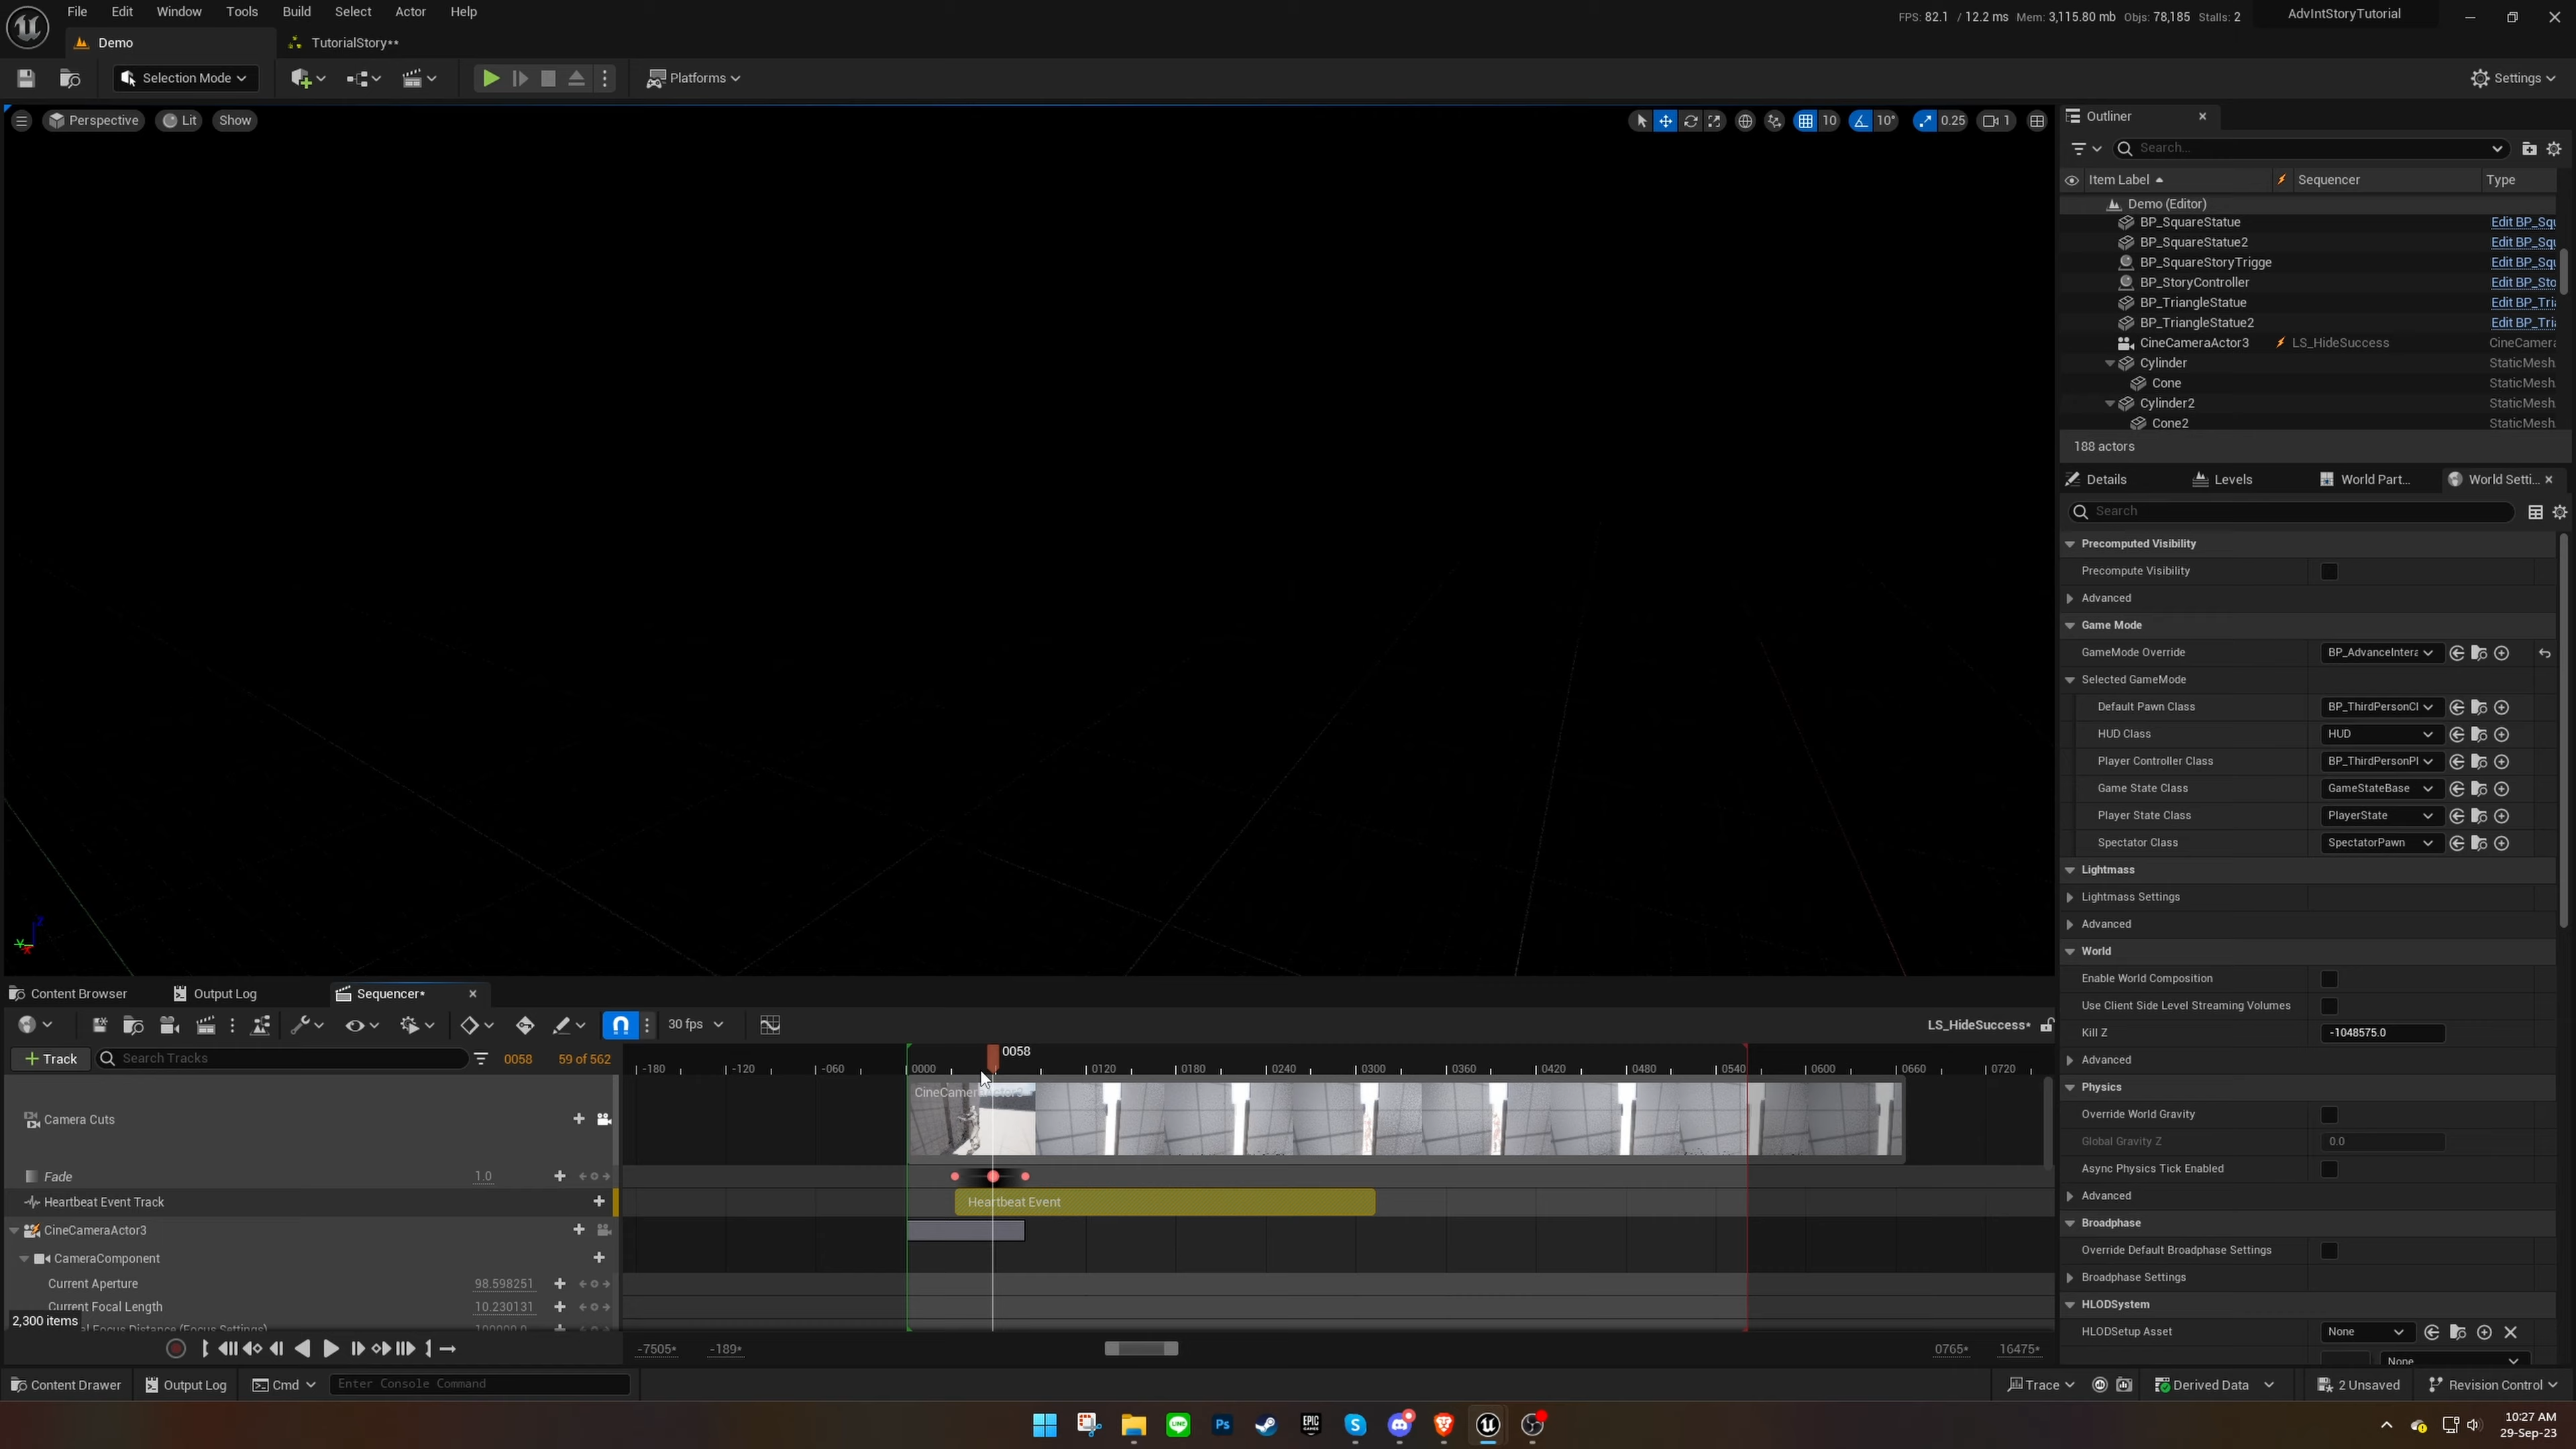 File Edit Window Tools Build Select Actor Help
FPS: 82.1 / 12.2 ms Mem: 3,115.80 mb Objs: 78,185 Stalls: 2
AdvIntStoryTutorial
Demo
TutorialStory**
Selection Mode
Platforms
Settings
Perspective
Lit
Show
10
10°
0.25
1
Outliner
Search...
Item Label
Sequencer
Type
Demo (Editor)
BP_SquareStatue Edit BP_Squ
BP_SquareStatue2 Edit BP_Squ
BP_SquareStoryTrigge Edit BP_Squ
BP_StoryController Edit BP_Sto
BP_TriangleStatue Edit BP_Tri
BP_TriangleStatue2 Edit BP_Tri
CineCameraActor3 LS_HideSuccess CineCamera
Cylinder StaticMesh
Cone StaticMesh
Cylinder2 StaticMesh
Cone2 StaticMesh
188 actors
Details
Levels
World Part...
World Setti...
Search
Precomputed Visibility
Precompute Visibility
Advanced
Game Mode
GameMode Override BP_AdvanceIntera
Selected GameMode
Default Pawn Class BP_ThirdPersonCl
HUD Class HUD
Player Controller Class BP_ThirdPersonPl
Game State Class GameStateBase
Player State Class PlayerState
Spectator Class SpectatorPawn
Lightmass
Lightmass Settings
Advanced
World
Enable World Composition
Use Client Side Level Streaming Volumes
Kill Z -1048575.0
Advanced
Physics
Override World Gravity
Global Gravity Z 0.0
Async Physics Tick Enabled
Advanced
Broadphase
Override Default Broadphase Settings
Broadphase Settings
HLODSystem
HLODSetup Asset None
None
Content Browser
Output Log
Sequencer*
30 fps
LS_HideSuccess*
Track
Search Tracks
0058
59 of 562
0058
-180 -120 -060 0000 0120 0180 0240 0300 0360 0420 0480 0540 0600 0660 0720
Camera Cuts
Fade 1.0
Heartbeat Event Track
Heartbeat Event
CineCameraActor3
CameraComponent
Current Aperture 98.598251
Current Focal Length 10.230131
al Focus Distance (Focus Settings) 100000.0
2,300 items
-7505*
-189*
0765*
16475*
Content Drawer
Output Log
Cmd
Enter Console Command
Trace
Derived Data
2 Unsaved
Revision Control
Ps
EPIC GAMES
10:27 AM
29-Sep-23